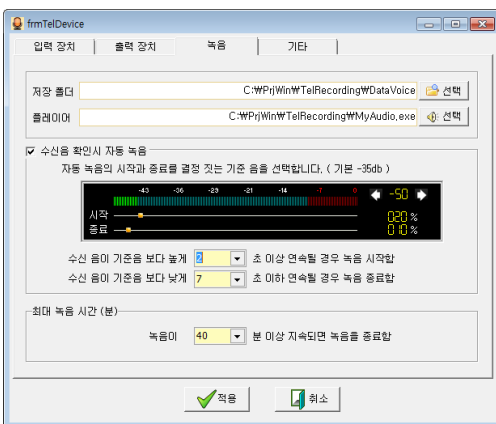 frmTelDevice
입력 장치 출력 장치 녹음 기타
저장 폴더 C:₩PrjWin₩TelRecording₩DataVoice 선택
플레이어 C:₩PrjWin₩TelRecording₩MyAudio.exe 선택
수신음 확인시 자동 녹음
자동 녹음의 시작과 종료를 결정 짓는 기준 음을 선택합니다. ( 기본 -35db )
-43 -36 -29 -21 -14 -7 0 -50
시작 020 %
종료 010 %
수신 음이 기준음 보다 높게 2 초 이상 연속될 경우 녹음 시작함
수신 음이 기준음 보다 낮게 7 초 이하 연속될 경우 녹음 종료함
최대 녹음 시간 (분)
녹음이 40 분 이상 지속되면 녹음을 종료함
적용 취소